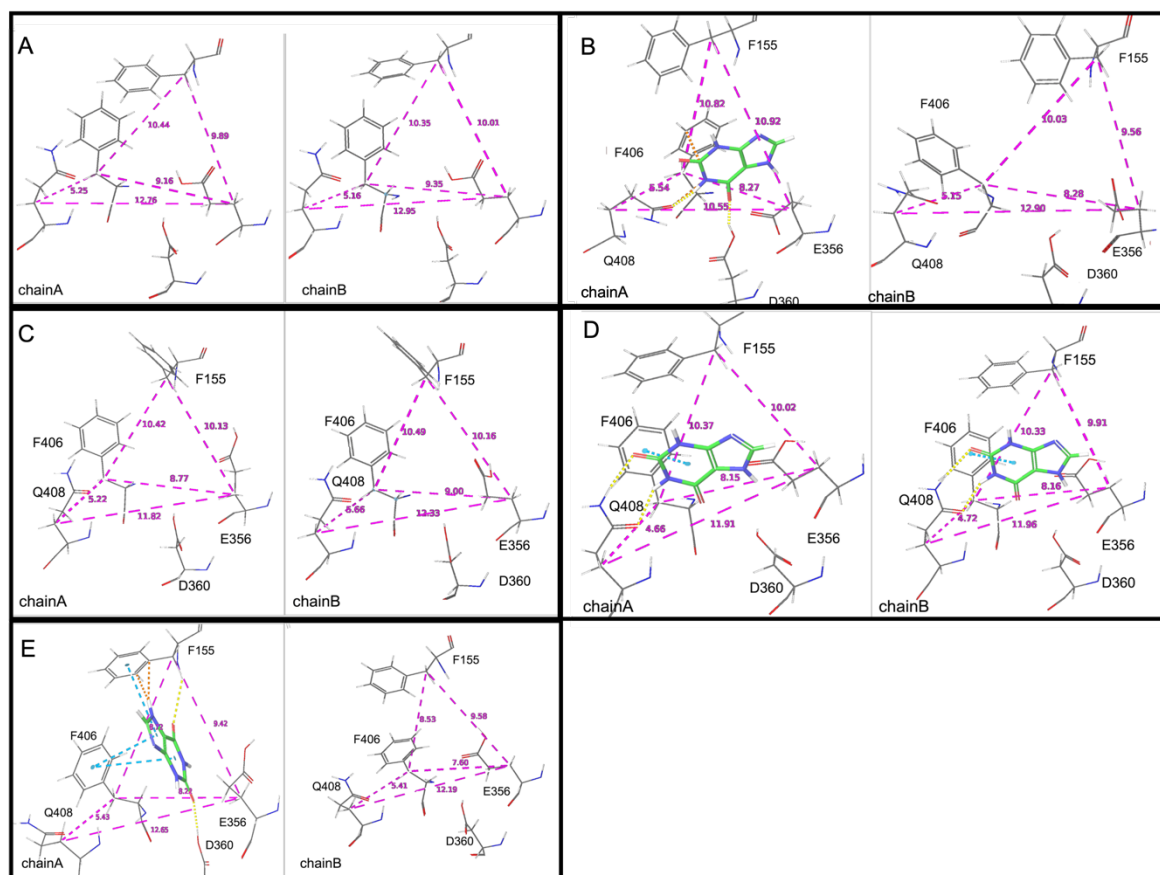 A
10.44
9.89
5.25
9.16
12.76
chainA
10.35
10.01
5.16
9.35
12.95
chainB
B
F155
10.82
10.92
F406
5.54
8.27
10.55
Q408
E356
D360
chainA
F155
F406
10.03
9.56
5.15
8.28
12.90
Q408
E356
D360
chainB
C
F155
10.42
10.13
F406
Q408
5.22
8.77
11.82
E356
D360
chainA
F155
10.49
10.16
F406
Q408
5.66
9.00
12.33
E356
D360
chainB
D
F155
10.37
10.02
F406
Q408
8.15
4.66
11.91
E356
D360
chainA
F155
10.33
9.91
F406
Q408
8.16
4.72
11.96
E356
D360
chainB
E
F155
9.42
F406
Q408
5.43
12.65
E356
D360
chainA
F155
8.53
9.58
F406
7.60
Q408
5.41
12.19
E356
D360
chainB